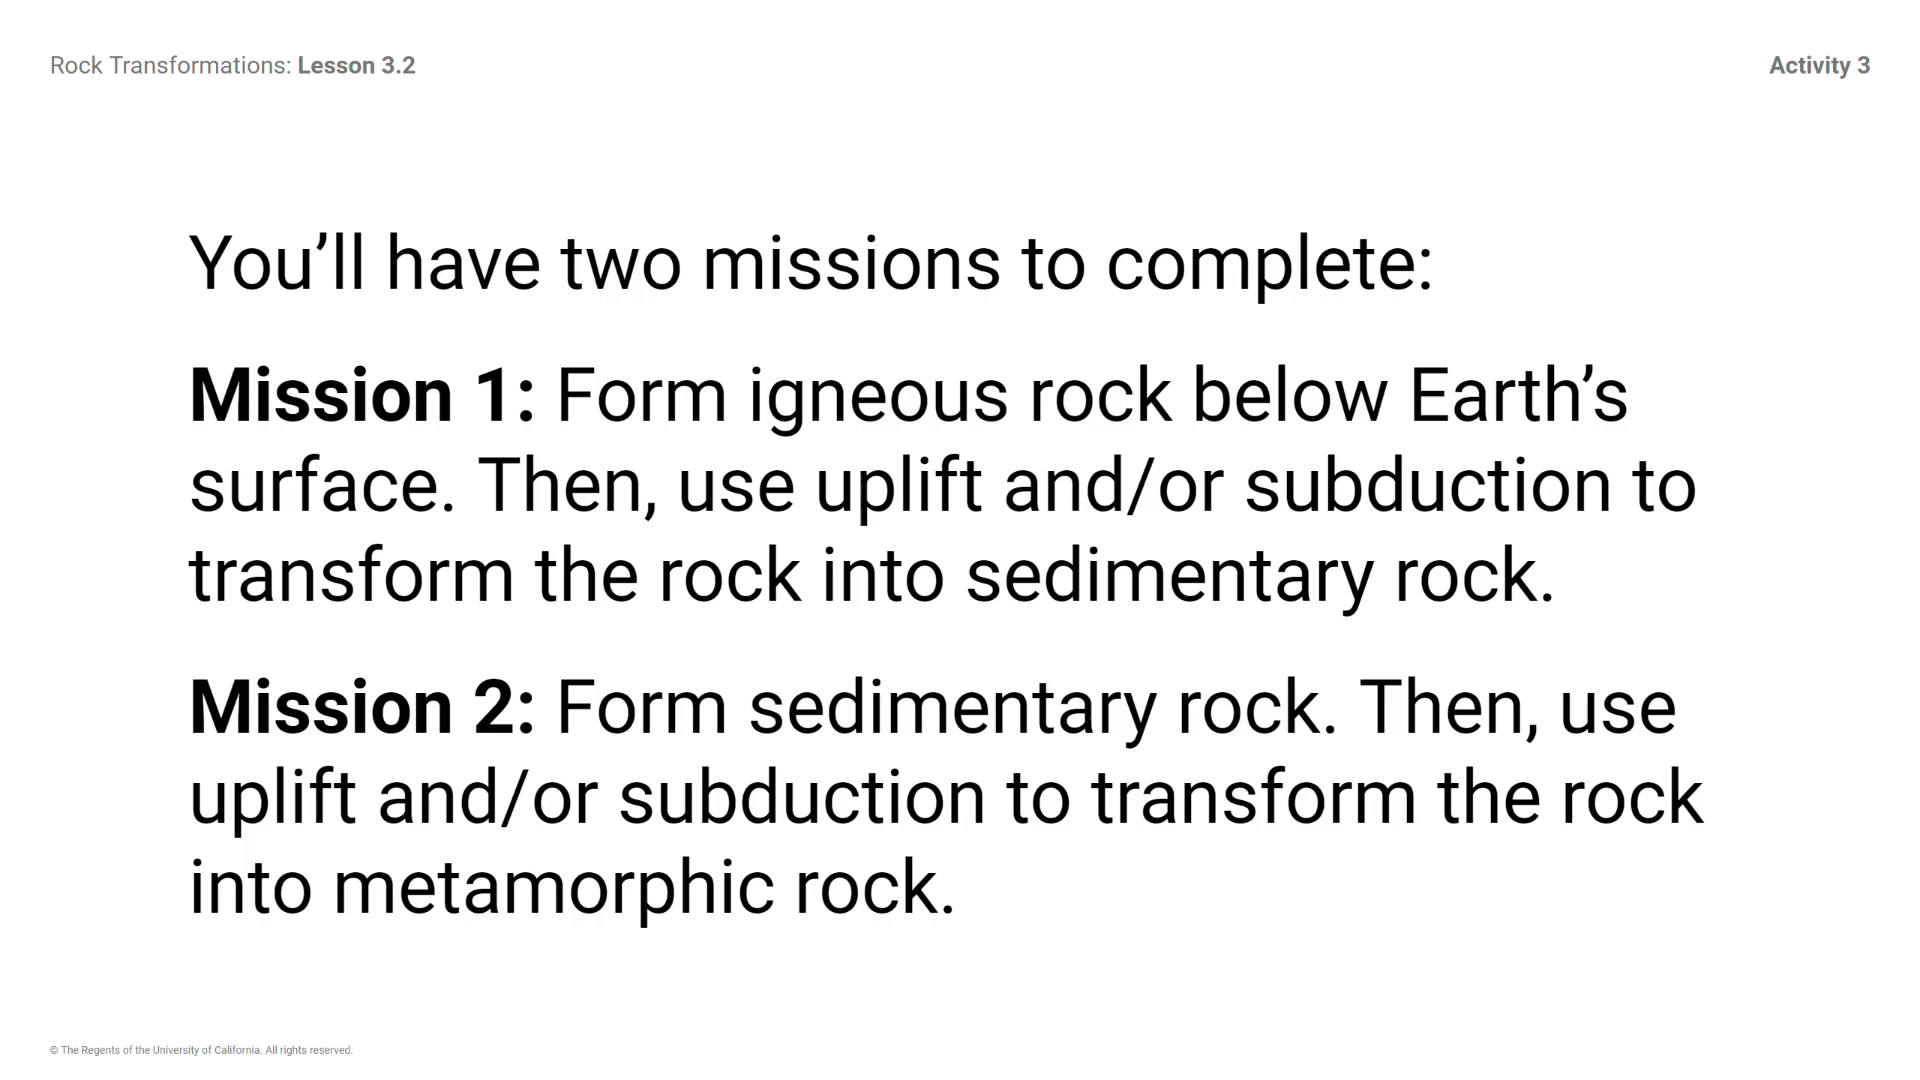 Rock Transformations: Lesson 3.2
Activity 3
You’ll have two missions to complete:
Mission 1: Form igneous rock below Earth’s
surface. Then, use uplift and/or subduction to
transform the rock into sedimentary rock.
Mission 2: Form sedimentary rock. Then, use
uplift and/or subduction to transform the rock
into metamorphic rock.
© The Regents of the University of California. All rights reserved.